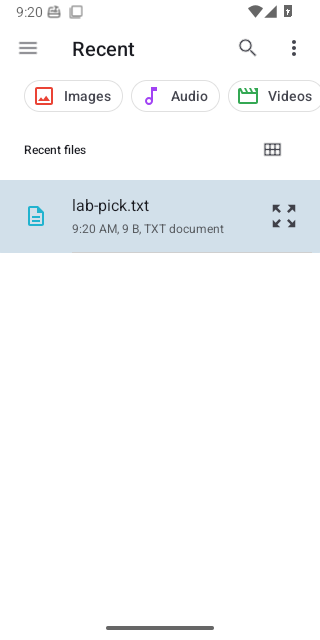 9:20
Recent
Images
Audio
Videos
Recent files
lab-pick.txt
9:20 AM, 9 B, TXT document